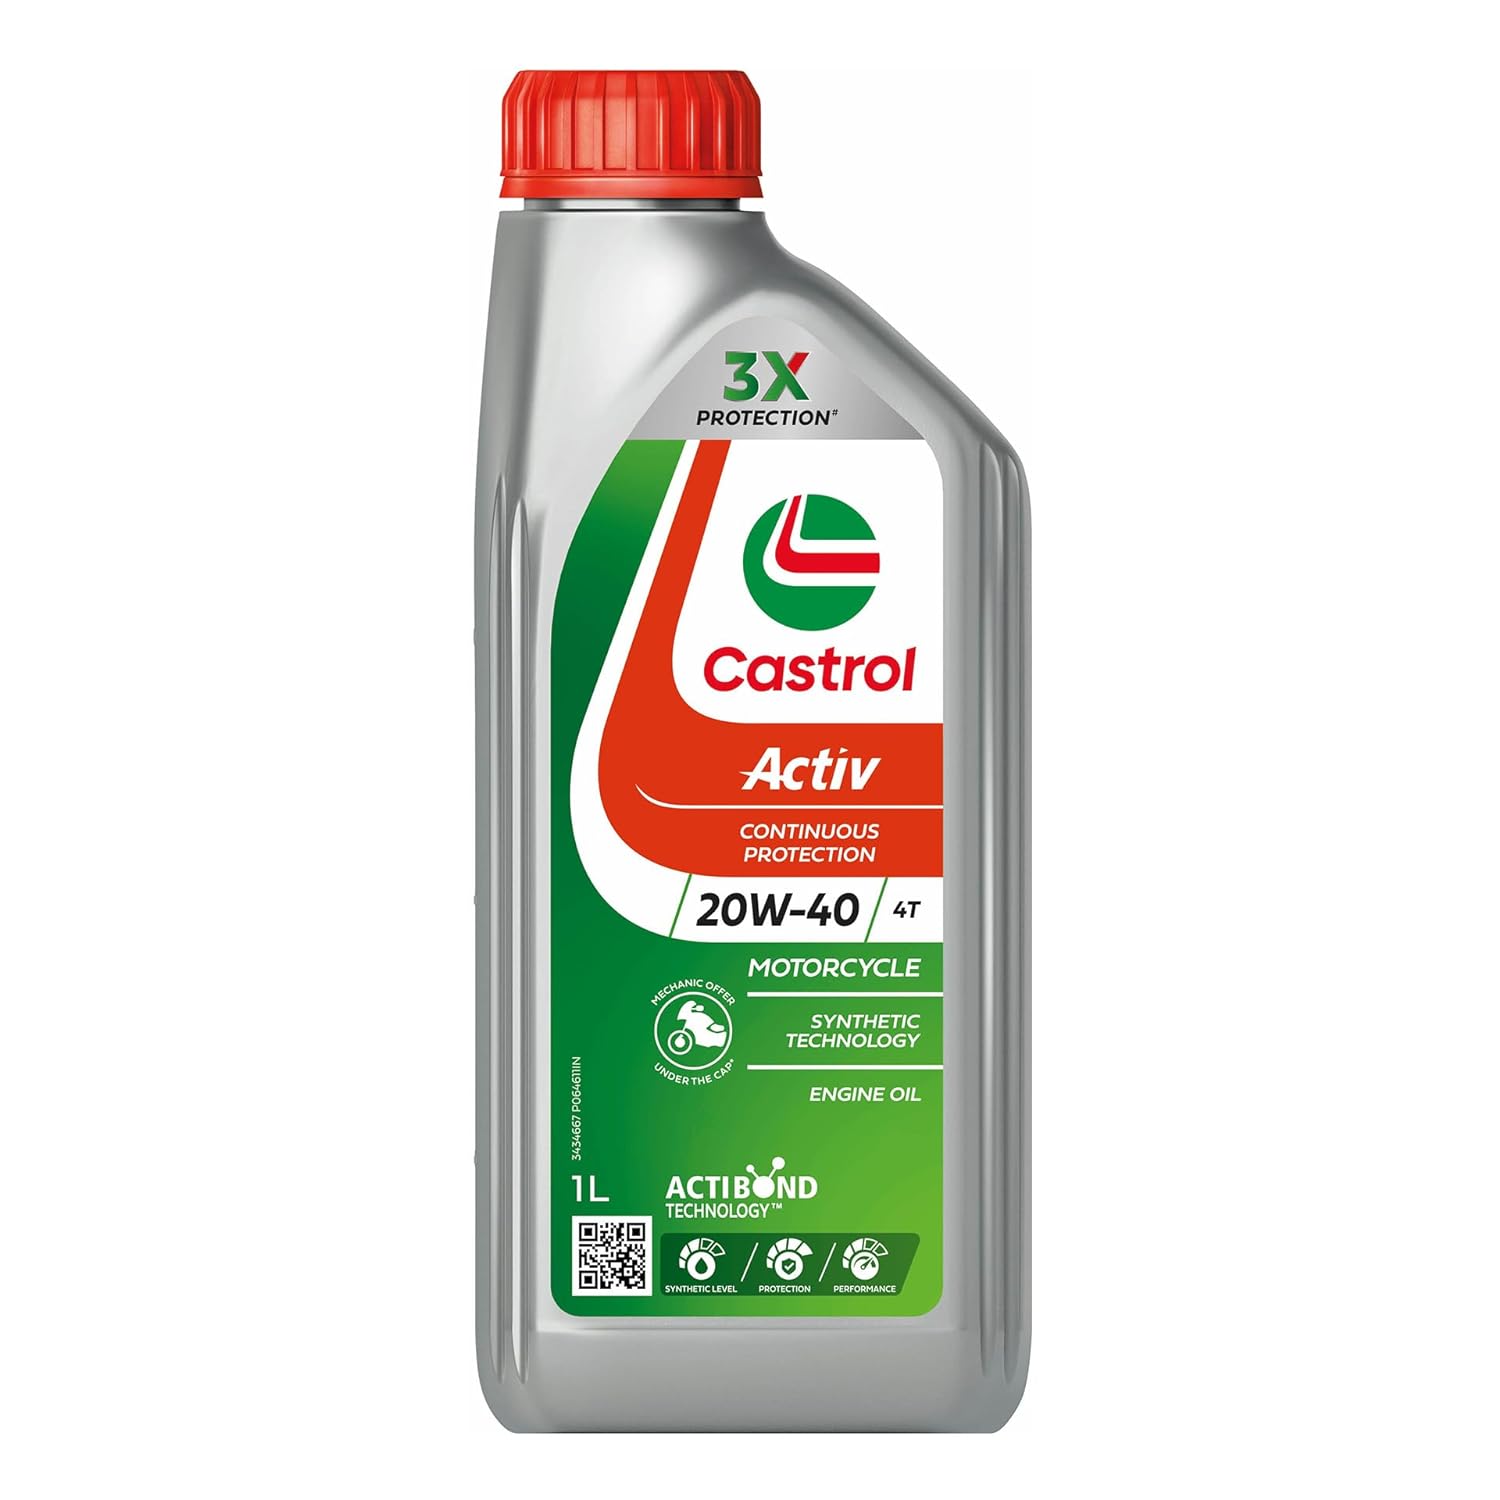 3X
PROTECTION#
Castrol
Activ
CONTINUOUS
PROTECTION
20W-40
4T
MOTORCYCLE
MECHANIC OFFER
UNDER THE CAP*
SYNTHETIC
TECHNOLOGY
ENGINE OIL
3434667 P064611IN
1L
ACTIBOND
TECHNOLOGY™
SYNTHETIC LEVEL
PROTECTION
PERFORMANCE